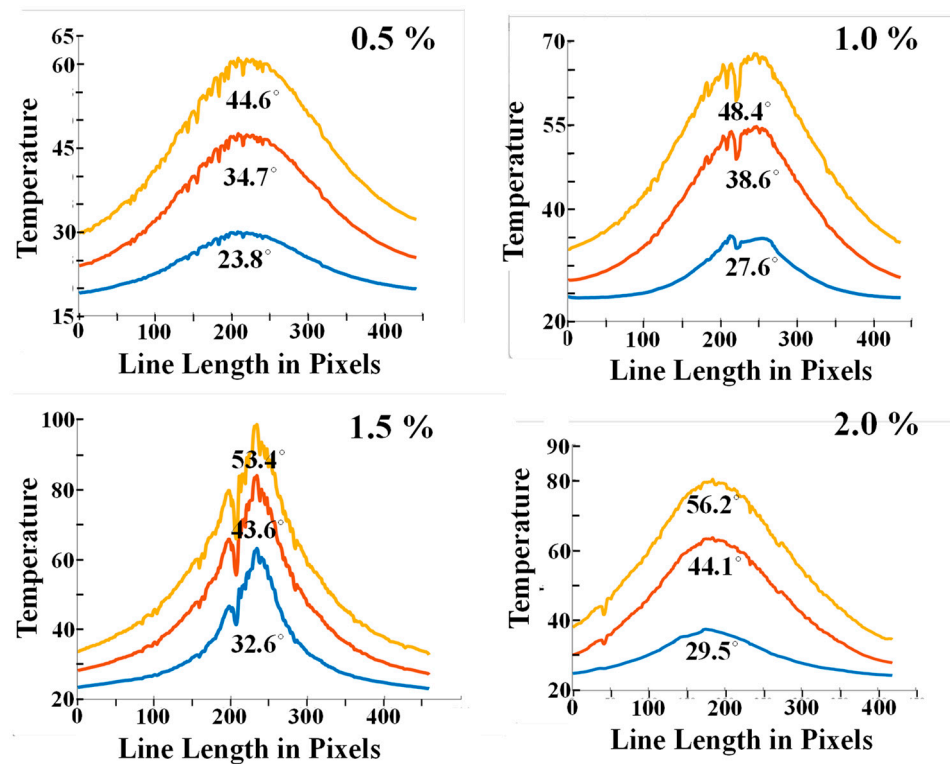 0.5 %
65
60
45
30
15
Temperature
44.6°
34.7°
23.8°
0 100 200 300 400
Line Length in Pixels
1.0 %
70
55
40
20
Temperature
48.4°
38.6°
27.6°
0 100 200 300 400
Line Length in Pixels
1.5 %
100
80
60
40
20
Temperature
53.4°
43.6°
32.6°
0 100 200 300 400
Line Length in Pixels
2.0 %
90
80
60
40
20
Temperature
56.2°
44.1°
29.5°
0 100 200 300 400
Line Length in Pixels